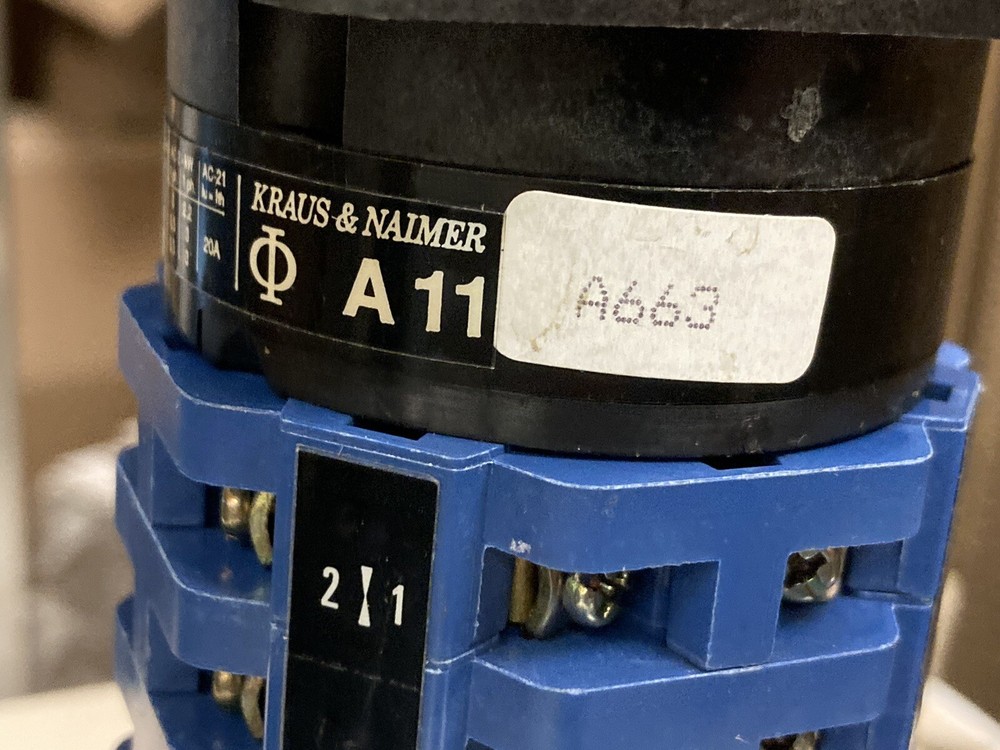 AC-21
20A
KRAUS & NAIMER
Φ A 11
A663
2 1